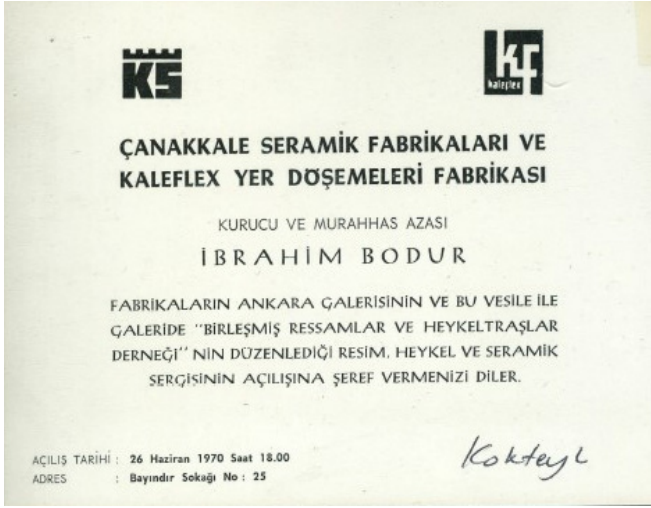 KS
kf
kaleflex
ÇANAKKALE SERAMİK FABRİKALARI VE
KALEFLEX YER DÖŞEMELERİ FABRİKASI
KURUCU VE MURAHHAS AZASI
İBRAHİM BODUR
FABRİKALARIN ANKARA GALERİSİNİN VE BU VESİLE İLE
GALERİDE "BİRLEŞMİŞ RESSAMLAR VE HEYKELTRAŞLAR
DERNEĞİ" NİN DÜZENLEDİĞİ RESİM, HEYKEL VE SERAMİK
SERGİSİNİN AÇILIŞINA ŞEREF VERMENİZİ DİLER.
AÇILIŞ TARİHİ : 26 Haziran 1970 Saat 18.00
ADRES : Bayındır Sokağı No : 25
Kokteyl